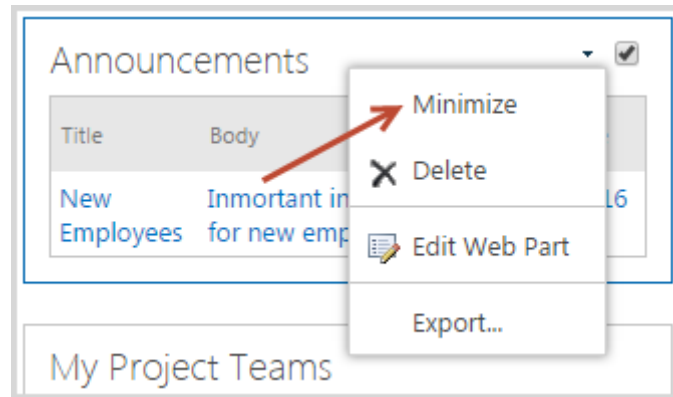 Announcements
Minimize
Title Body
Delete
New Inmortant in 16
Employees for new emp
Edit Web Part
Export...
My Project Teams